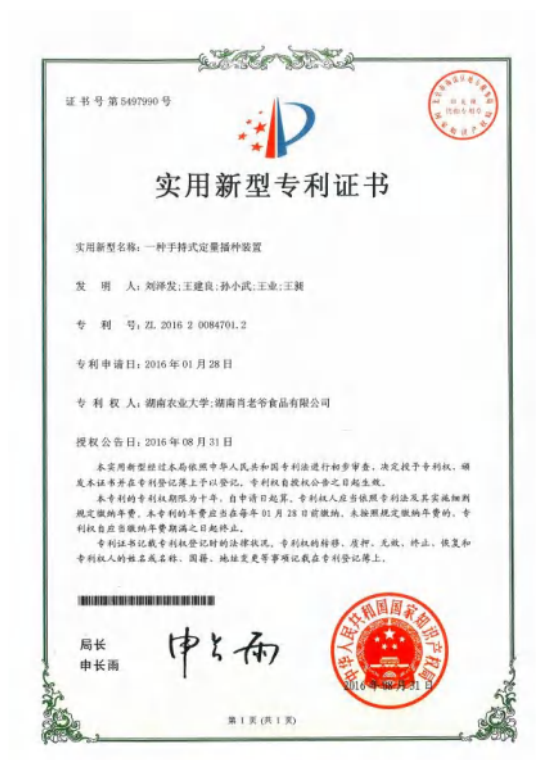 证书号第5497990号
实用新型专利证书
实用新型名称：一种手持式定量播种装置
发明人：刘泽发;王建良;孙小武;王业;王昶
专利号：ZL 2016 2 0084701.2
专利申请日：2016年01月28日
专利权人：湖南农业大学;湖南肖老爷食品有限公司
授权公告日：2016年08月31日
本实用新型经过本局依照中华人民共和国专利法进行初步审查，决定授予专利权，颁
发本证书并在专利登记簿上予以登记。专利权自授权公告之日起生效。
本专利的专利权期限为十年，自申请日起算。专利权人应当依照专利法及其实施细则
规定缴纳年费。本专利的年费应当在每年01月28日前缴纳。未按照规定缴纳年费的，专
利权自应当缴纳年费期满之日起终止。
专利证书记载专利权登记时的法律状况。专利权的转移、质押、无效、终止、恢复和
专利权人的姓名或名称、国籍、地址变更等事项记载在专利登记簿上。
局长
申长雨
申长雨
中华人民共和国国家知识产权局
2016年08月31日
第1页(共1页)